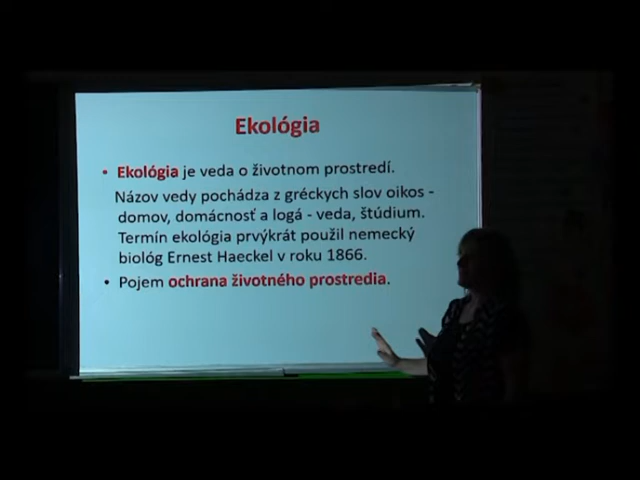 Ekológia
• Ekológia je veda o životnom prostredí.
Názov vedy pochádza z gréckych slov oikos -
domov, domácnosť a logá - veda, štúdium.
Termín ekológia prvýkrát použil nemecký
biológ Ernest Haeckel v roku 1866.
• Pojem ochrana životného prostredia.